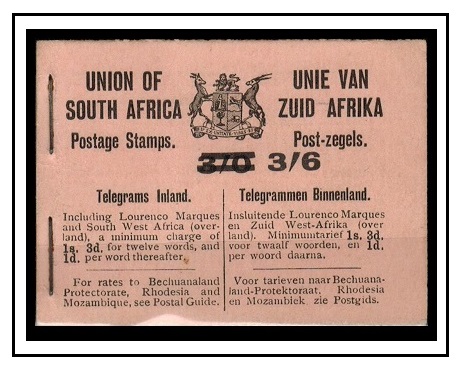 UNION OF
SOUTH AFRICA
Postage Stamps.
UNIE VAN
ZUID AFRIKA
Post-zegels.
3/0 3/6
Telegrams Inland.
Including Lourenco Marques
and South West Africa (over-
land), a minimum charge of
1s. 3d. for twelve words, and
1d. per word thereafter.
For rates to Bechuanaland
Protectorate, Rhodesia and
Mozambique, see Postal Guide.
Telegrammen Binnenland.
Insluitende Lourenco Marques
en Zuid West-Afrika (over
land), Minimuntarief 1s. 3d.
voor twaalf woorden, en 1d.
per woord daarna.
Voor tarieven naar Bechuana-
land-Protektoraat, Rhodesia
en Mozambiek zie Postgids.